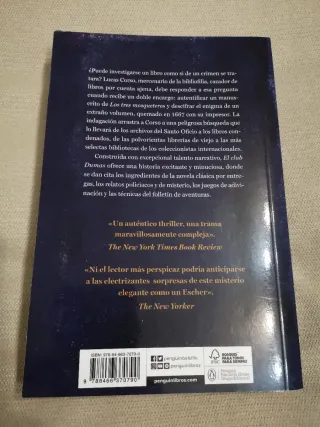 ¿Puede investigarse un libro como si de un crimen se tra-
tara? Lucas Corso, mercenario de la bibliofilia, cazador de
libros por cuenta ajena, debe responder a esa pregunta
cuando recibe un doble encargo: autentificar un manus-
crito de Los tres mosqueteros y descifrar el enigma de un
extraño volumen, quemado en 1667 con su impresor. La
indagación arrastra a Corso a una peligrosa búsqueda que
lo llevará de los archivos del Santo Oficio a los libros con-
denados, de las polvorientas librerías de viejo a las más
selectas bibliotecas de los coleccionistas internacionales.
Construida con excepcional talento narrativo, El club
Dumas ofrece una historia excitante y minuciosa, donde
se dan cita los ingredientes de la novela clásica por entre-
gas, los relatos policíacos y de misterio, los juegos de adivi-
nación y las técnicas del folletín de aventuras.
«Un auténtico thriller, una trama
maravillosamente compleja».
The New York Times Book Review
«Ni el lector más perspicaz podría anticiparse
a las electrizantes sorpresas de este misterio
elegante como un Escher».
The New Yorker
penguinlibros.com